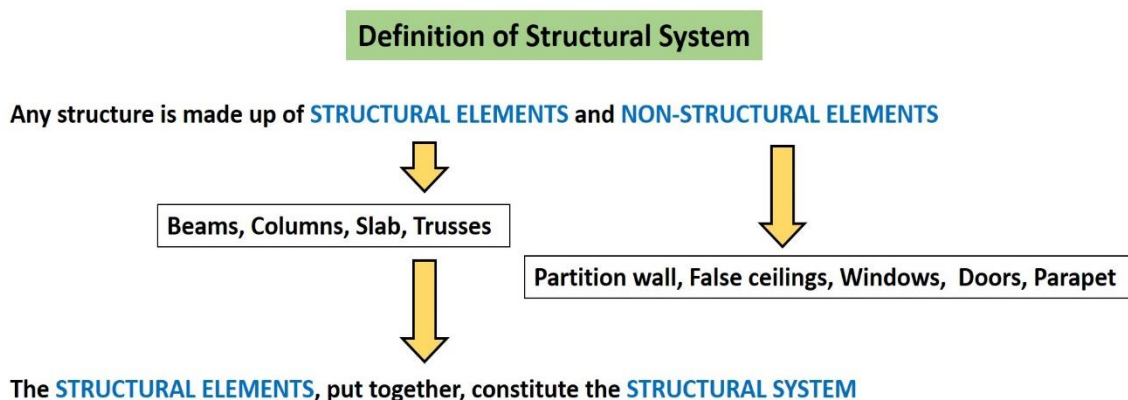 Definition of Structural System
Any structure is made up of STRUCTURAL ELEMENTS and NON-STRUCTURAL ELEMENTS
Beams, Columns, Slab, Trusses
Partition wall, False ceilings, Windows, Doors, Parapet
The STRUCTURAL ELEMENTS, put together, constitute the STRUCTURAL SYSTEM